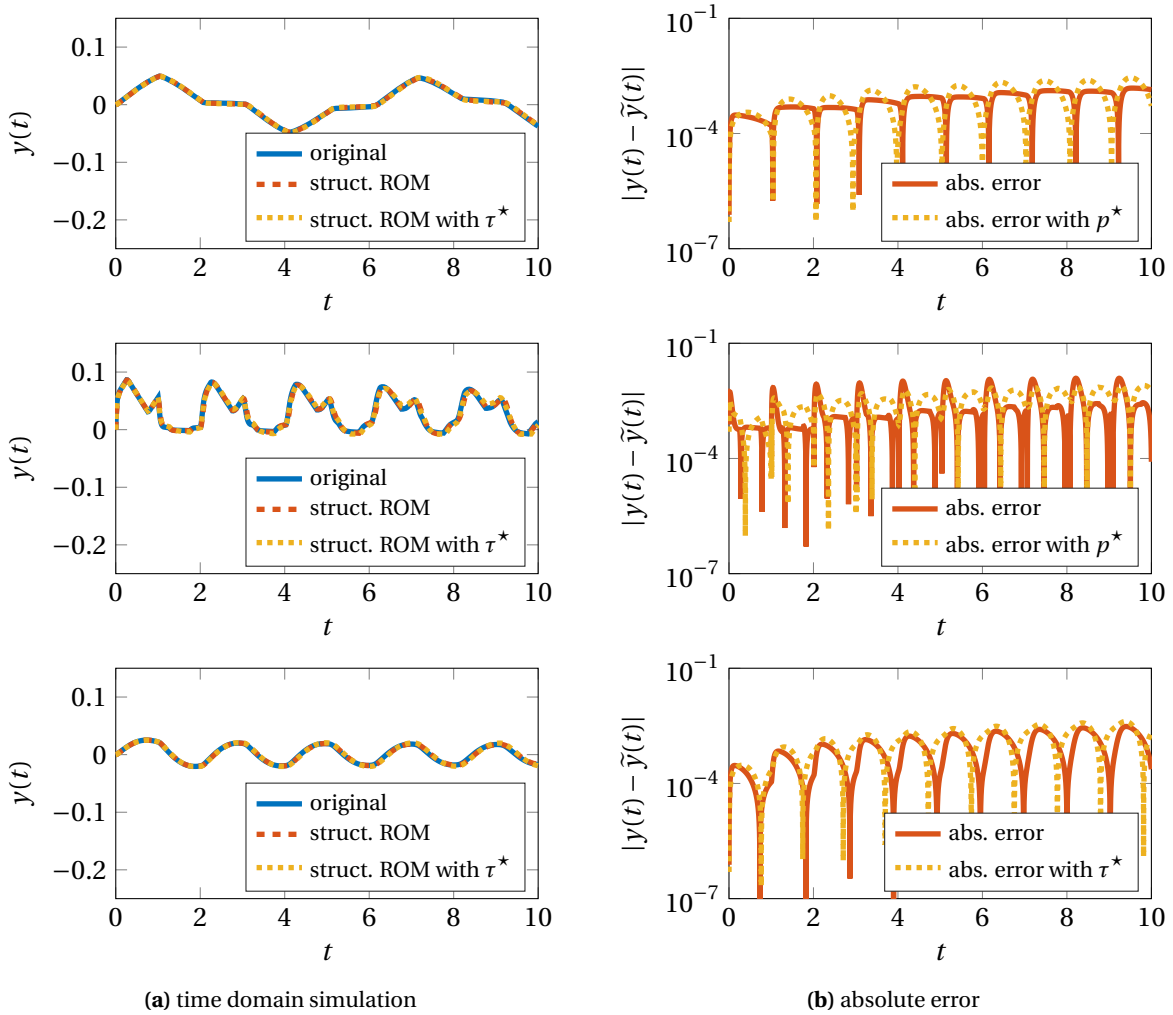 0.1
0
−0.1
−0.2
y(t)
original
struct. ROM
struct. ROM with τ⋆
0 2 4 6 8 10
t
10−1
10−4
10−7
|y(t) − ỹ(t)|
abs. error
abs. error with p⋆
0 2 4 6 8 10
t
0.1
0
−0.1
−0.2
y(t)
original
struct. ROM
struct. ROM with τ⋆
0 2 4 6 8 10
t
10−1
10−4
10−7
|y(t) − ỹ(t)|
abs. error
abs. error with p⋆
0 2 4 6 8 10
t
0.1
0
−0.1
−0.2
y(t)
original
struct. ROM
struct. ROM with τ⋆
0 2 4 6 8 10
t
10−1
10−4
10−7
|y(t) − ỹ(t)|
abs. error
abs. error with τ⋆
0 2 4 6 8 10
t
(a) time domain simulation
(b) absolute error